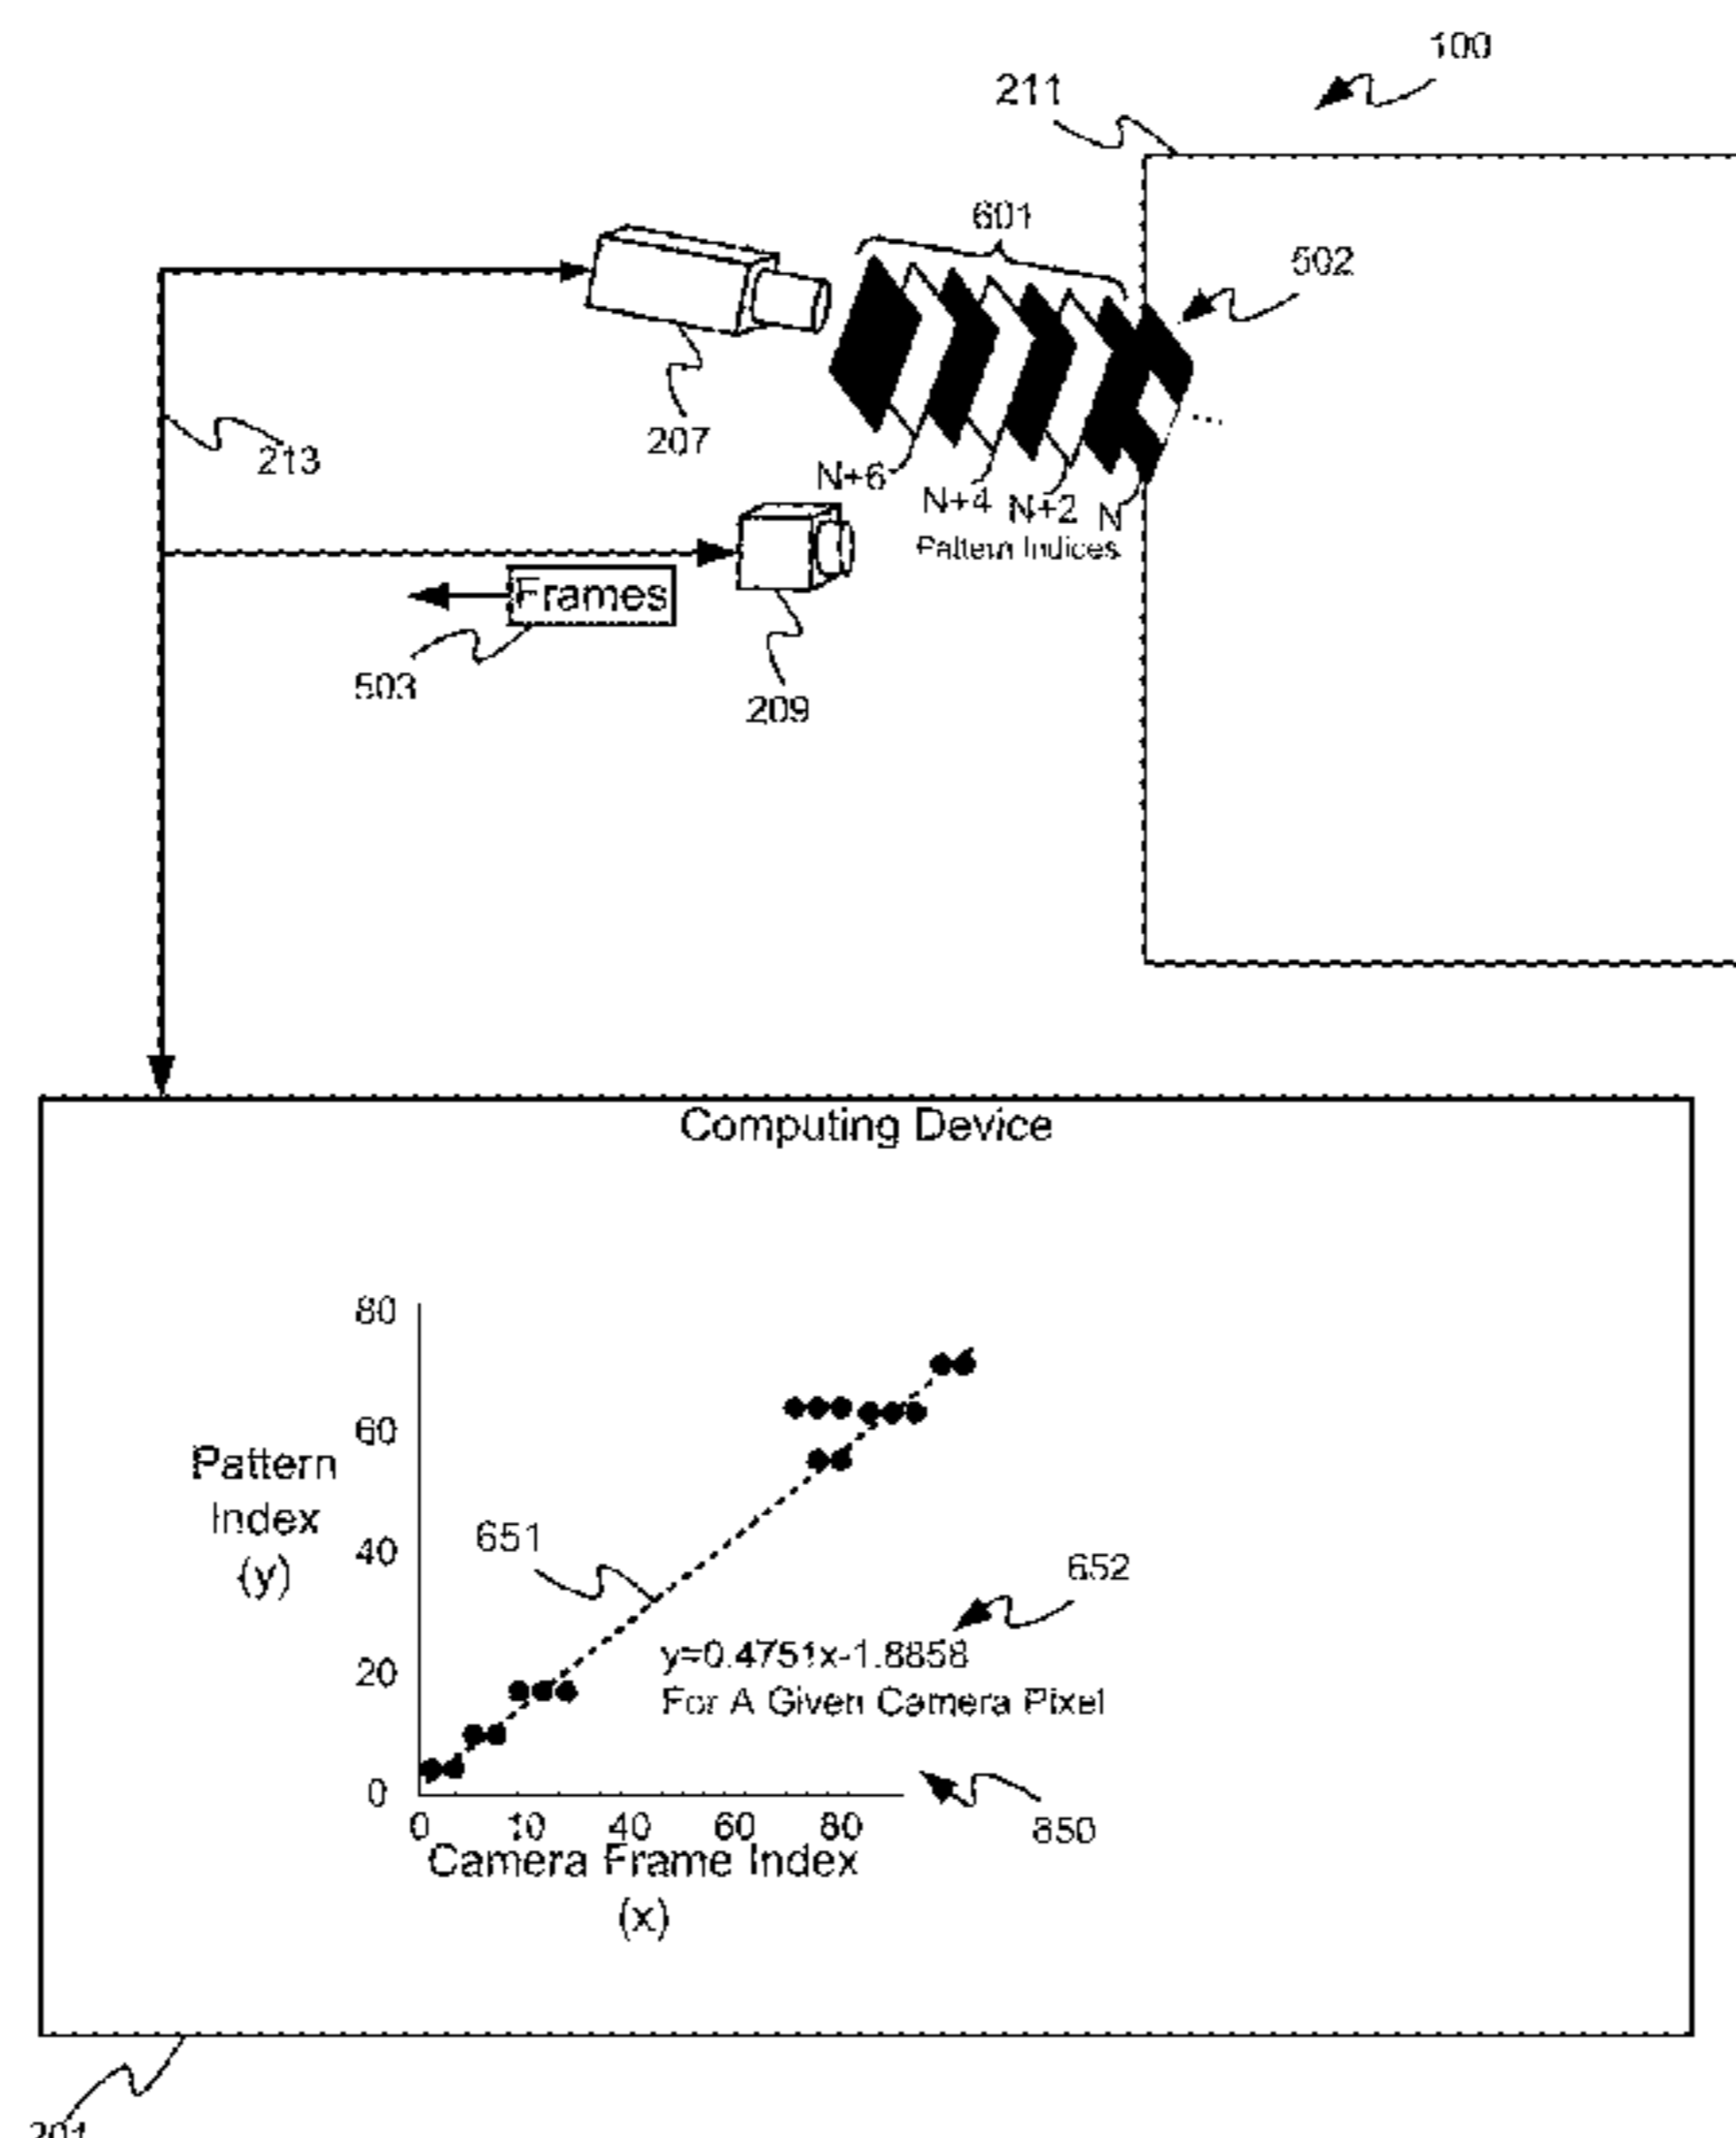 100
211
601
502
207
213
N+6
N+4 N+2 N
Pattern Indices
Frames
503
209
Computing Device
80
60
Pattern
Index
(y)
40
20
0
651
652
y=0.4751x-1.8858
For A Given Camera Pixel
0 20 40 60 80
850
Camera Frame Index
(x)
201